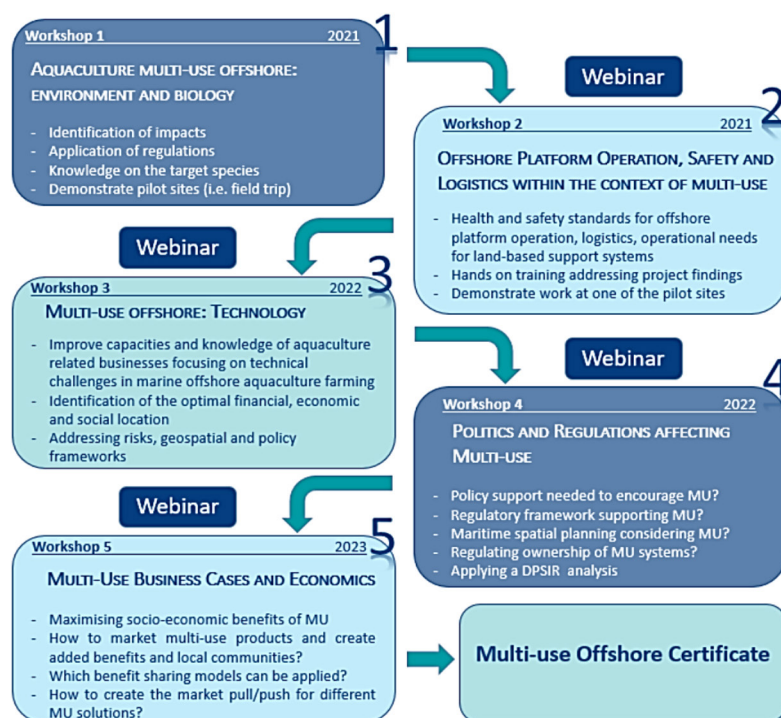 Workshop 1 2021 1
AQUACULTURE MULTI-USE OFFSHORE:
ENVIRONMENT AND BIOLOGY
- Identification of impacts
- Application of regulations
- Knowledge on the target species
- Demonstrate pilot sites (i.e. field trip)
Webinar
Workshop 2 2021 2
OFFSHORE PLATFORM OPERATION, SAFETY AND
LOGISTICS WITHIN THE CONTEXT OF MULTI-USE
- Health and safety standards for offshore
platform operation, logistics, operational needs
for land-based support systems
- Hands on training addressing project findings
- Demonstrate work at one of the pilot sites
Webinar
Workshop 3 2022 3
MULTI-USE OFFSHORE: TECHNOLOGY
- Improve capacities and knowledge of aquaculture
related businesses focusing on technical
challenges in marine offshore aquaculture farming
- Identification of the optimal financial, economic
and social location
- Addressing risks, geospatial and policy
frameworks
Webinar
Workshop 4 2022 4
POLITICS AND REGULATIONS AFFECTING
MULTI-USE
- Policy support needed to encourage MU?
- Regulatory framework supporting MU?
- Maritime spatial planning considering MU?
- Regulating ownership of MU systems?
- Applying a DPSIR analysis
Webinar
Workshop 5 2023 5
MULTI-USE BUSINESS CASES AND ECONOMICS
- Maximising socio-economic benefits of MU
- How to market multi-use products and create
added benefits and local communities?
- Which benefit sharing models can be applied?
- How to create the market pull/push for different
MU solutions?
Multi-use Offshore Certificate